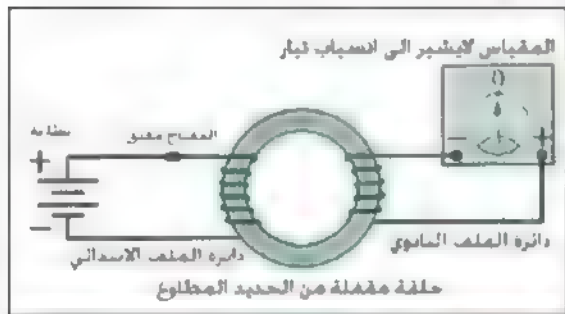 المقياس لايشير الى انسياب تيار
0
بطارية
المفتاح مغلق
+
-
- +
دائرة الملف الابتدائي
دائرة الملف الثانوي
حلقة مقفلة من الحديد المطاوع